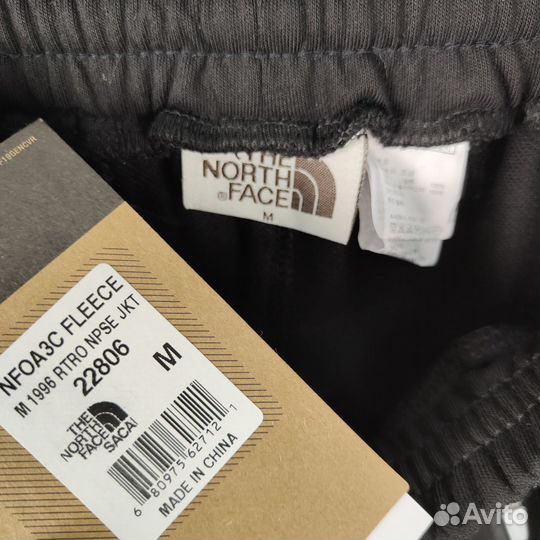 THE
NORTH
FACE
M
NFOA3C FLEECE
M 1996 RTRO NPSE JKT
22806
M
THE
NORTH
FACE
SACAI
6 80975 62712 1
MADE IN CHINA
Avito